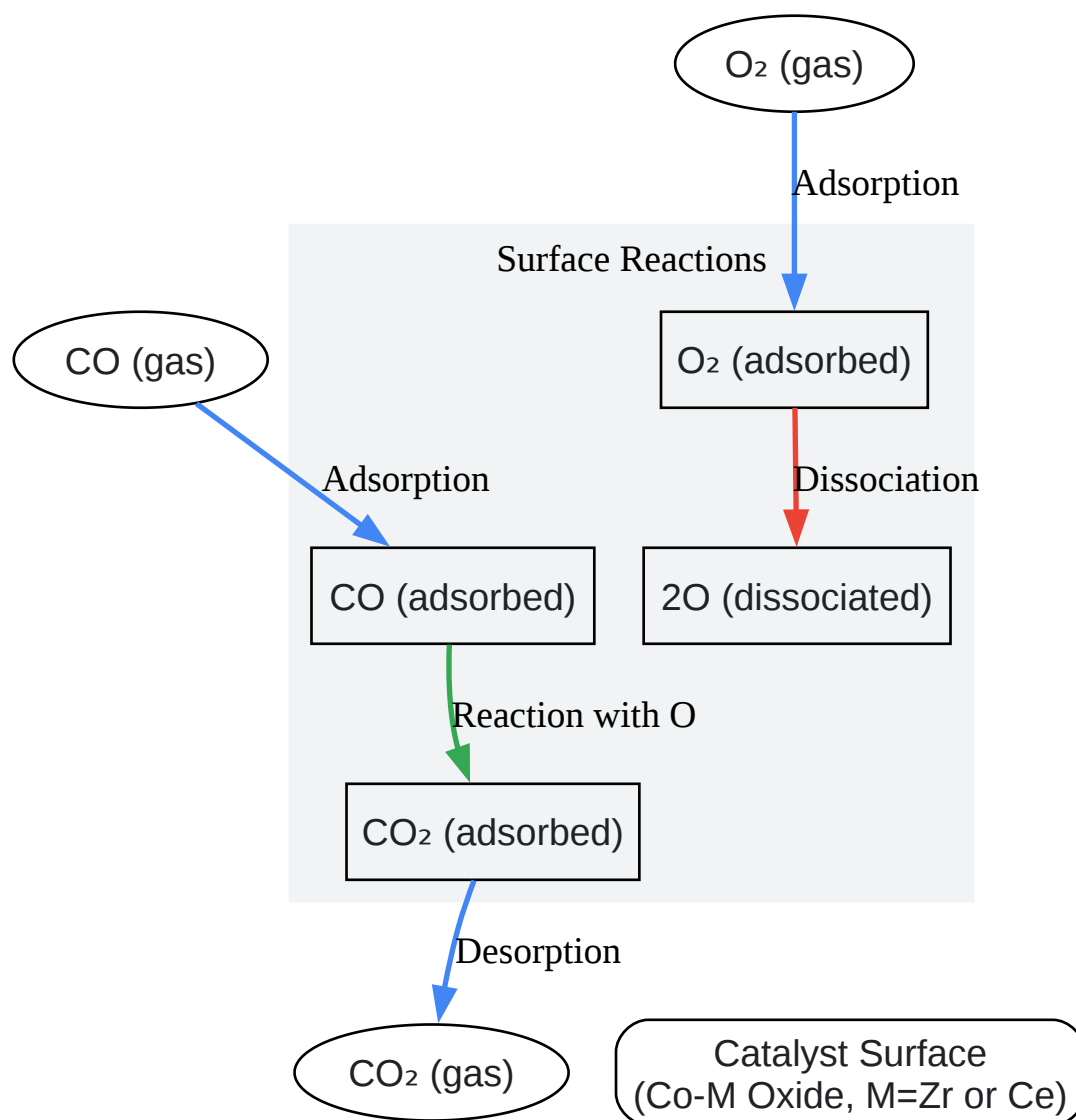 O₂ (gas)
Adsorption
Surface Reactions
CO (gas)
O₂ (adsorbed)
Adsorption
Dissociation
CO (adsorbed)
2O (dissociated)
Reaction with O
CO₂ (adsorbed)
Desorption
CO₂ (gas)
Catalyst Surface
(Co-M Oxide, M=Zr or Ce)